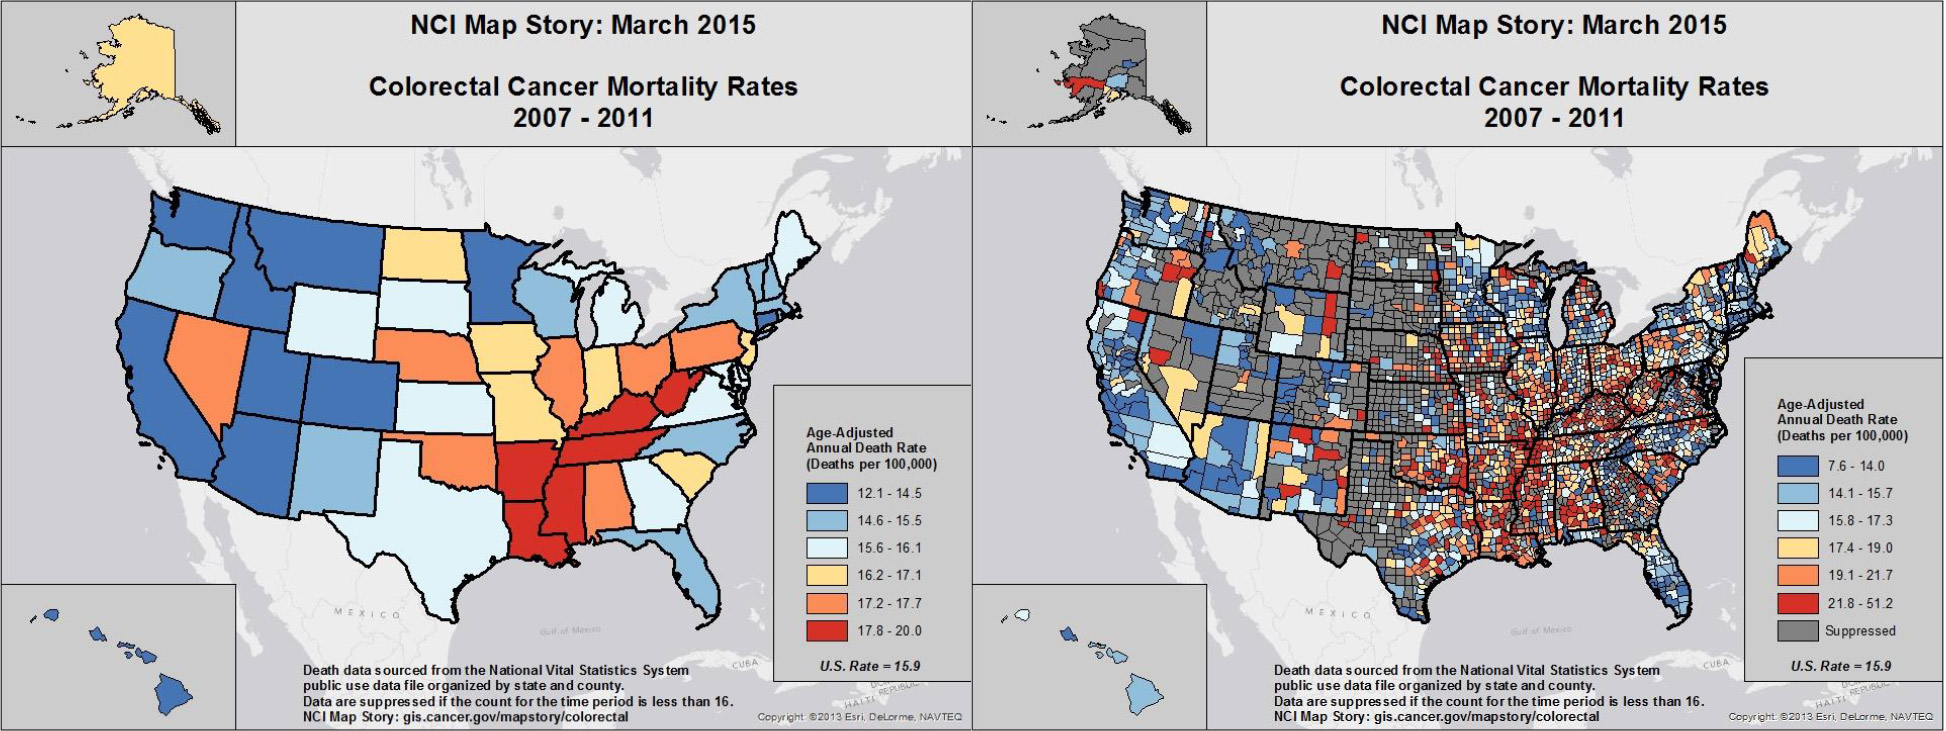 NCI Map Story: March 2015
Colorectal Cancer Mortality Rates
2007 - 2011
MEXICO
Gulf of Mexico
CUBA
HAITI
REPUBLIC
Age-Adjusted
Annual Death Rate
(Deaths per 100,000)
12.1 - 14.5
14.6 - 15.5
15.6 - 16.1
16.2 - 17.1
17.2 - 17.7
17.8 - 20.0
U.S. Rate = 15.9
Death data sourced from the National Vital Statistics System
public use data file organized by state and county.
Data are suppressed if the count for the time period is less than 16.
NCI Map Story: gis.cancer.gov/mapstory/colorectal
Copyright: ©2013 Esri, DeLorme, NAVTEQ
NCI Map Story: March 2015
Colorectal Cancer Mortality Rates
2007 - 2011
MEXICO
Gulf of Mexico
CUBA
HAITI
REPUBLIC
Age-Adjusted
Annual Death Rate
(Deaths per 100,000)
7.6 - 14.0
14.1 - 15.7
15.8 - 17.3
17.4 - 19.0
19.1 - 21.7
21.8 - 51.2
Suppressed
U.S. Rate = 15.9
Death data sourced from the National Vital Statistics System
public use data file organized by state and county.
Data are suppressed if the count for the time period is less than 16.
NCI Map Story: gis.cancer.gov/mapstory/colorectal
Copyright: ©2013 Esri, DeLorme, NAVTEQ